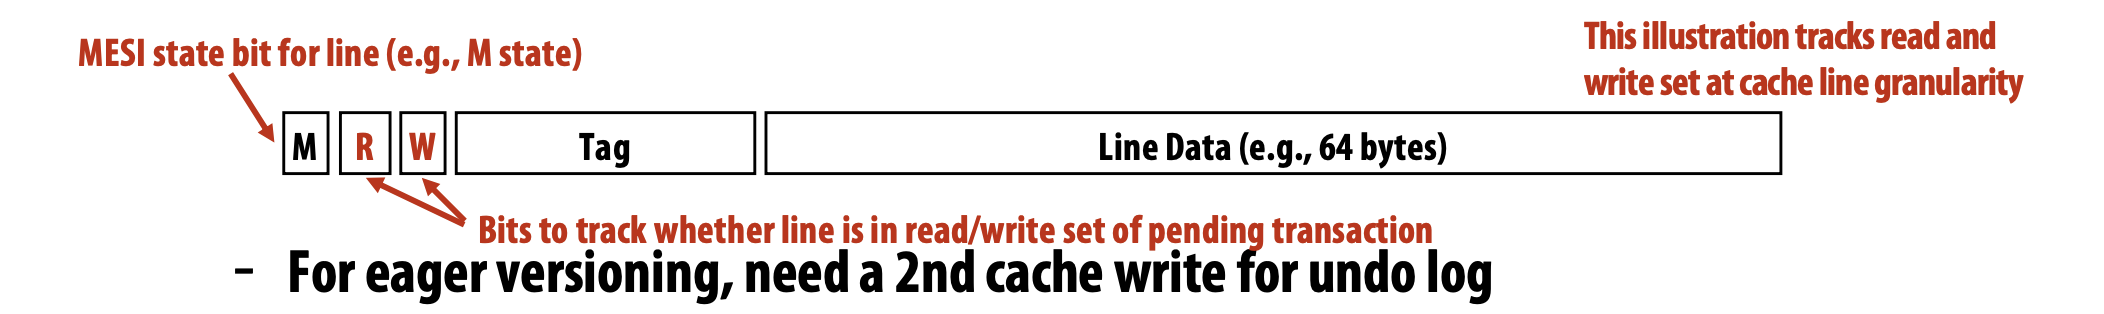 This illustration tracks read and
write set at cache line granularity
MESI state bit for line (e.g., M state)
M R W Tag Line Data (e.g., 64 bytes)
Bits to track whether line is in read/write set of pending transaction
- For eager versioning, need a 2nd cache write for undo log